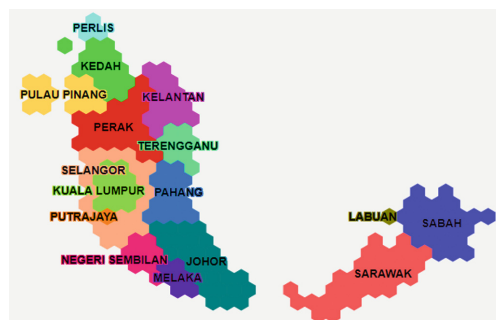 PERLIS
KEDAH
PULAU PINANG
KELANTAN
PERAK
TERENGGANU
SELANGOR
KUALA LUMPUR
PAHANG
PUTRAJAYA
LABUAN
SABAH
NEGERI SEMBILAN
JOHOR
MELAKA
SARAWAK